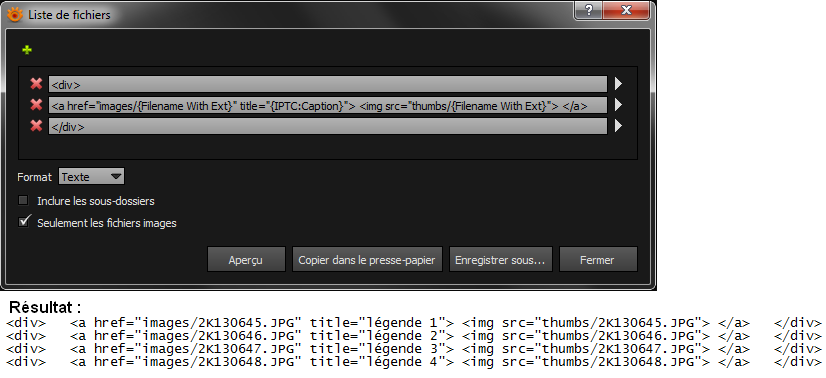 Liste de fichiers
<div>
<a href="images/{Filename With Ext}" title="{IPTC:Caption}"> <img src="thumbs/{Filename With Ext}"> </a>
</div>
Format Texte
Inclure les sous-dossiers
Seulement les fichiers images
Aperçu Copier dans le presse-papier Enregistrer sous... Fermer
Résultat :
<div>   <a href="images/2K130645.JPG" title="légende 1"> <img src="thumbs/2K130645.JPG"> </a>   </div>
<div>   <a href="images/2K130646.JPG" title="légende 2"> <img src="thumbs/2K130646.JPG"> </a>   </div>
<div>   <a href="images/2K130647.JPG" title="légende 3"> <img src="thumbs/2K130647.JPG"> </a>   </div>
<div>   <a href="images/2K130648.JPG" title="légende 4"> <img src="thumbs/2K130648.JPG"> </a>   </div>